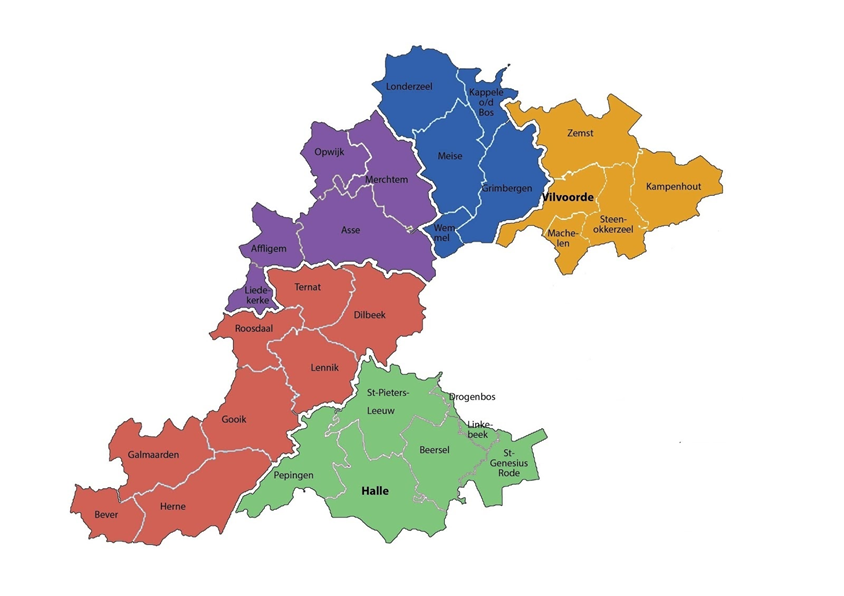 Londerzeel
Kappele
o/d
Bos
Zemst
Opwijk
Merchtem
Meise
Grimbergen
Vilvoorde
Kampenhout
Asse
Wem
mel
Mache-
len
Steen-
okkerzeel
Affligem
Liede-
kerke
Ternat
Roosdaal
Dilbeek
Lennik
St-Pieters-
Leeuw
Drogenbos
Gooik
Linke-
beek
Galmaarden
Beersel
St-
Genesius
Rode
Pepingen
Halle
Bever
Herne